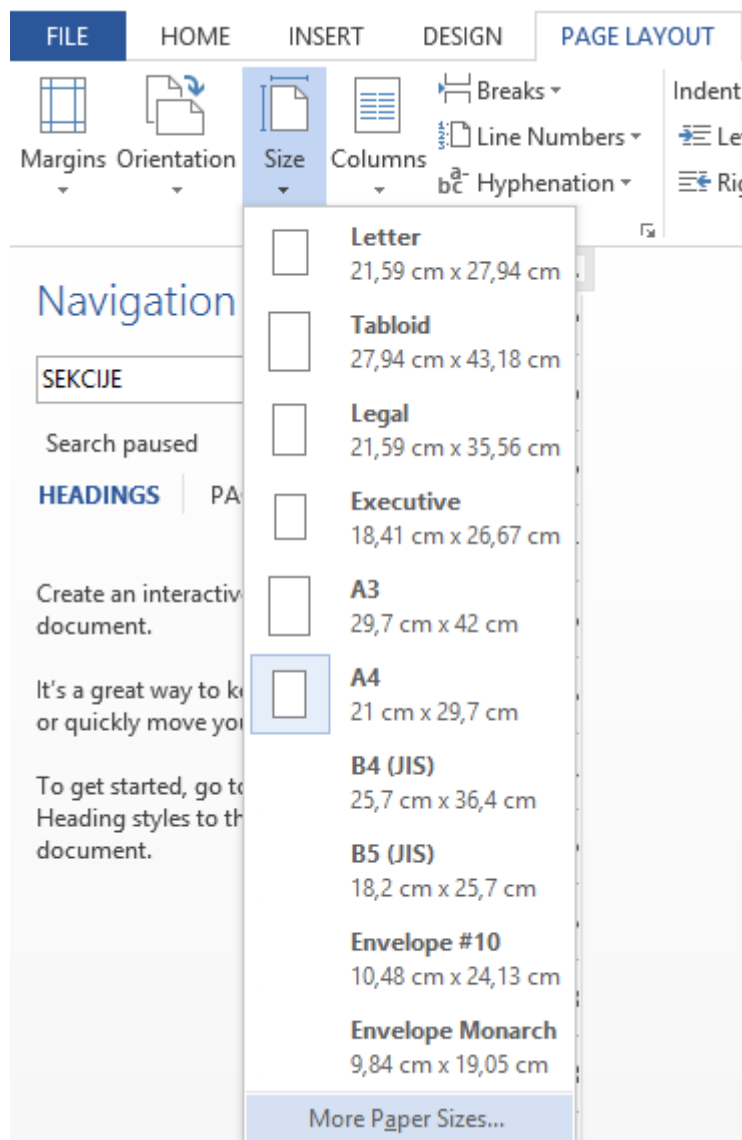 FILE HOME INSERT DESIGN PAGE LAYOUT
Margins Orientation Size Columns
Breaks
Line Numbers
Hyphenation
Indent
Letter
21,59 cm x 27,94 cm
Tabloid
27,94 cm x 43,18 cm
Legal
21,59 cm x 35,56 cm
Executive
18,41 cm x 26,67 cm
A3
29,7 cm x 42 cm
A4
21 cm x 29,7 cm
B4 (JIS)
25,7 cm x 36,4 cm
B5 (JIS)
18,2 cm x 25,7 cm
Envelope #10
10,48 cm x 24,13 cm
Envelope Monarch
9,84 cm x 19,05 cm
More Paper Sizes...
Navigation
SEKCIJE
Search paused
HEADINGS
Create an
document.
It's a great way to
or quickly move
To get started, go
Heading styles to
document.